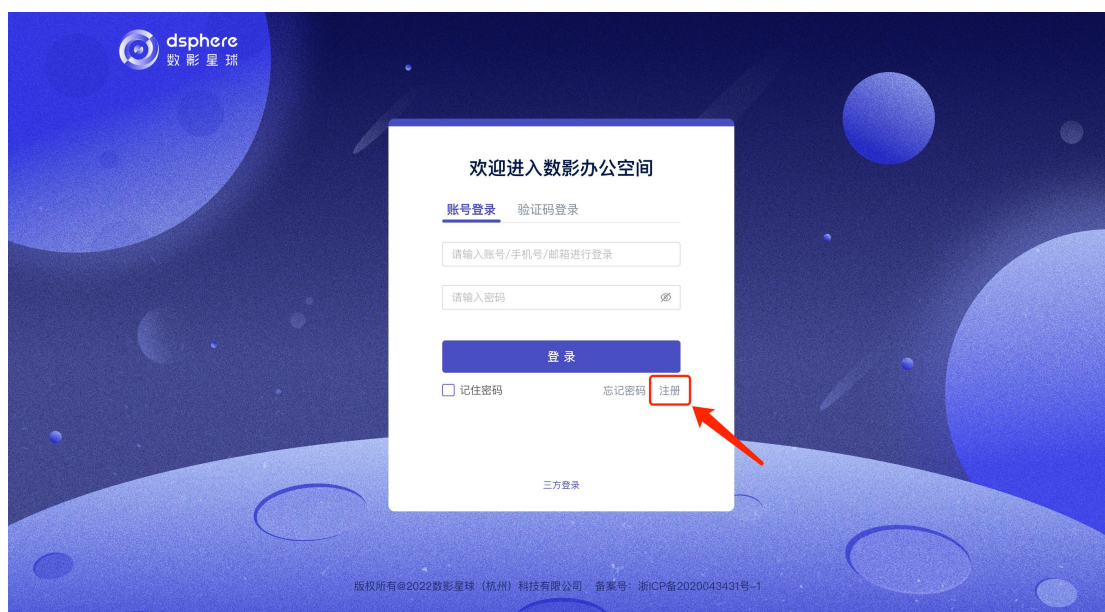 dsphere
数影星球
欢迎进入数影办公空间
账号登录 验证码登录
请输入账号/手机号/邮箱进行登录
请输入密码
登 录
记住密码 忘记密码 注册
三方登录
版权所有@2022数影星球（杭州）科技有限公司 备案号：浙ICP备2020043431号-1